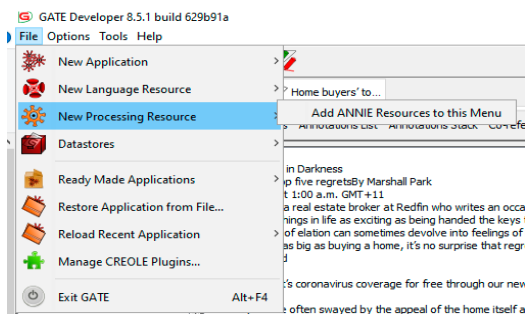 GATE Developer 8.5.1 build 629b91a
File Options Tools Help
New Application
New Language Resource
Home buyers' to...
New Processing Resource
Add ANNIE Resources to this Menu
Annotations List Annotations Stack
Datastores
in Darkness
Ready Made Applications
five regretsBy Marshall Park
1:00 a.m. GMT+11
Restore Application from File...
a real estate broker at Redfin who writes an occa
in life as exciting as being handed the keys
Reload Recent Application
of elation can sometimes devolve into feelings of
as big as buying a home, it's no surprise that regr
Manage CREOLE Plugins...
coronavirus coverage for free through our new
Exit GATE Alt+F4
often swayed by the appeal of the home itself a